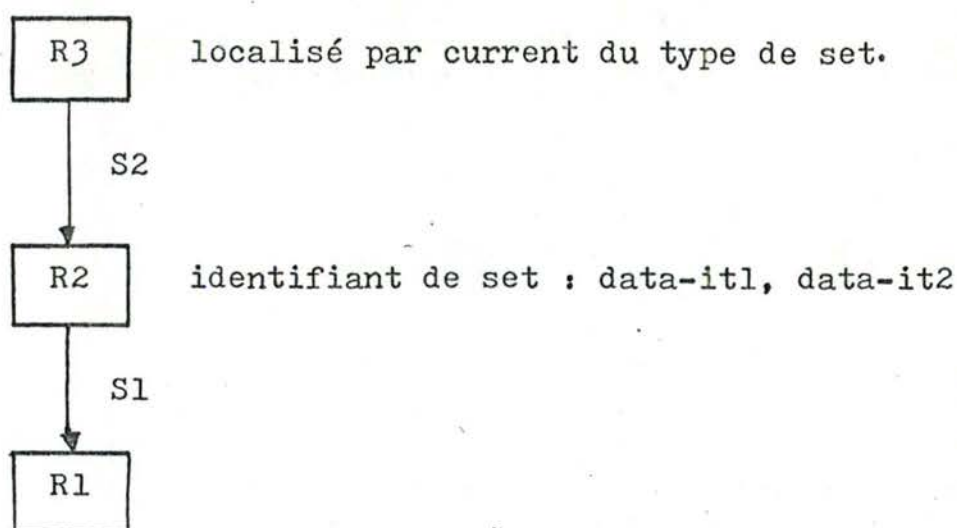 R3 localisé par current du type de set.
S2
R2 identifiant de set : data-it1, data-it2
S1
R1